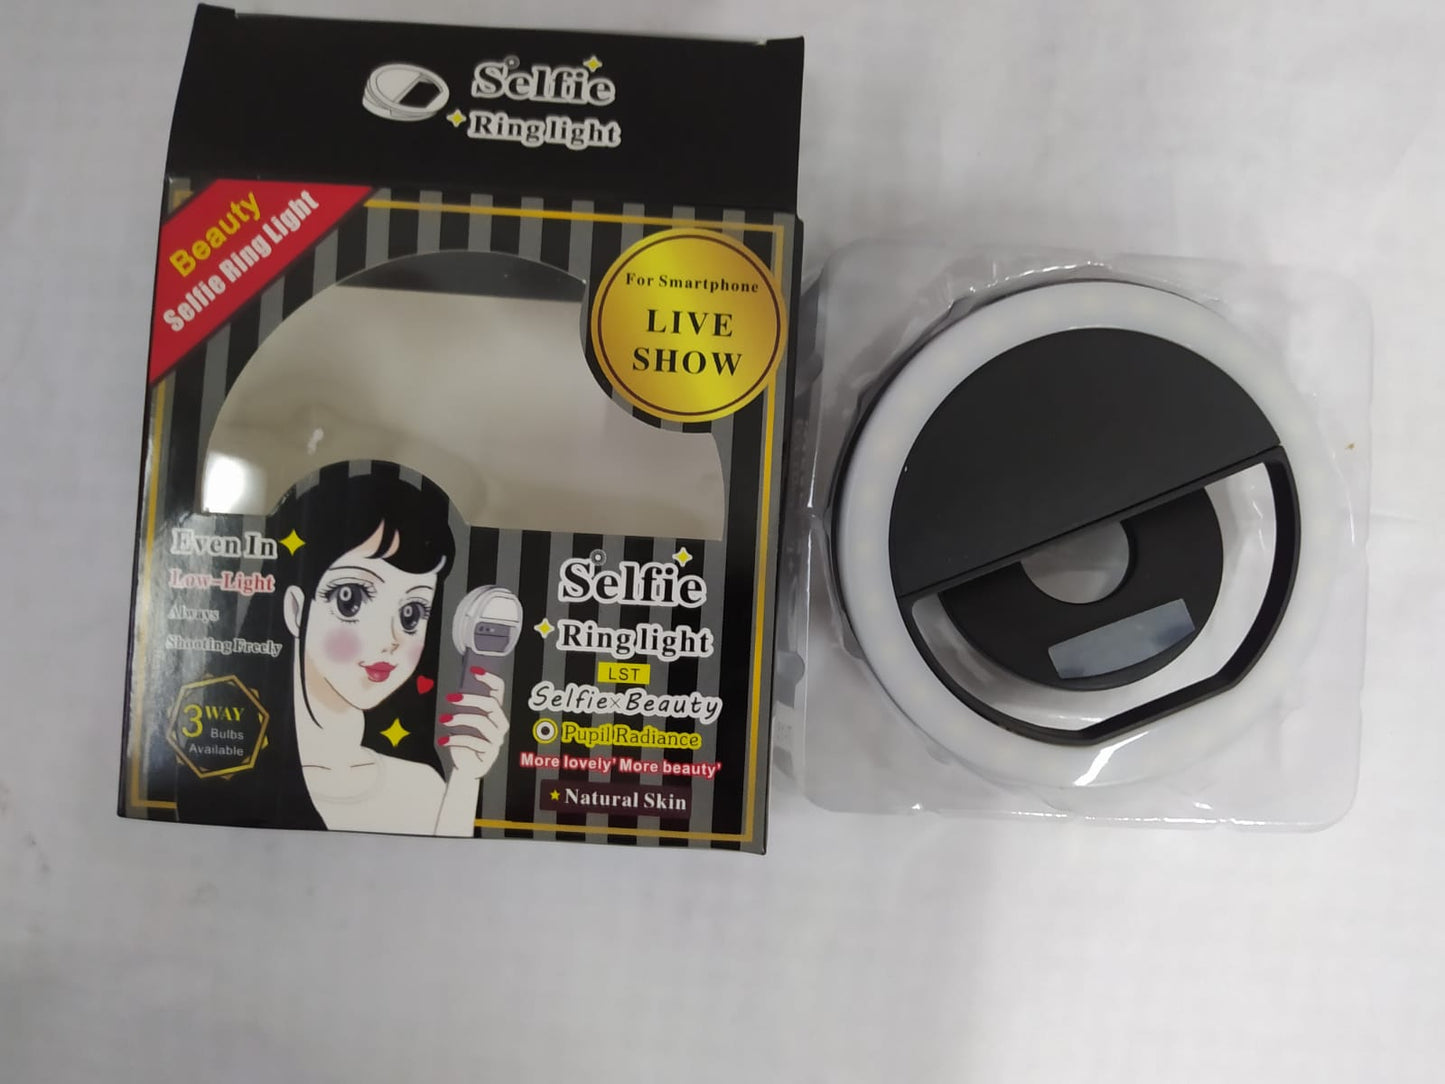 Selfie
Ring light
Beauty
Selfie Ring Light
For Smartphone
LIVE
SHOW
Even In
Low-Light
Always
Shooting Freely
3 WAY
Bulbs
Available
Selfie
Ring light
LST
Selfie×Beauty
Pupil Radiance
More lovely' More beauty'
Natural Skin